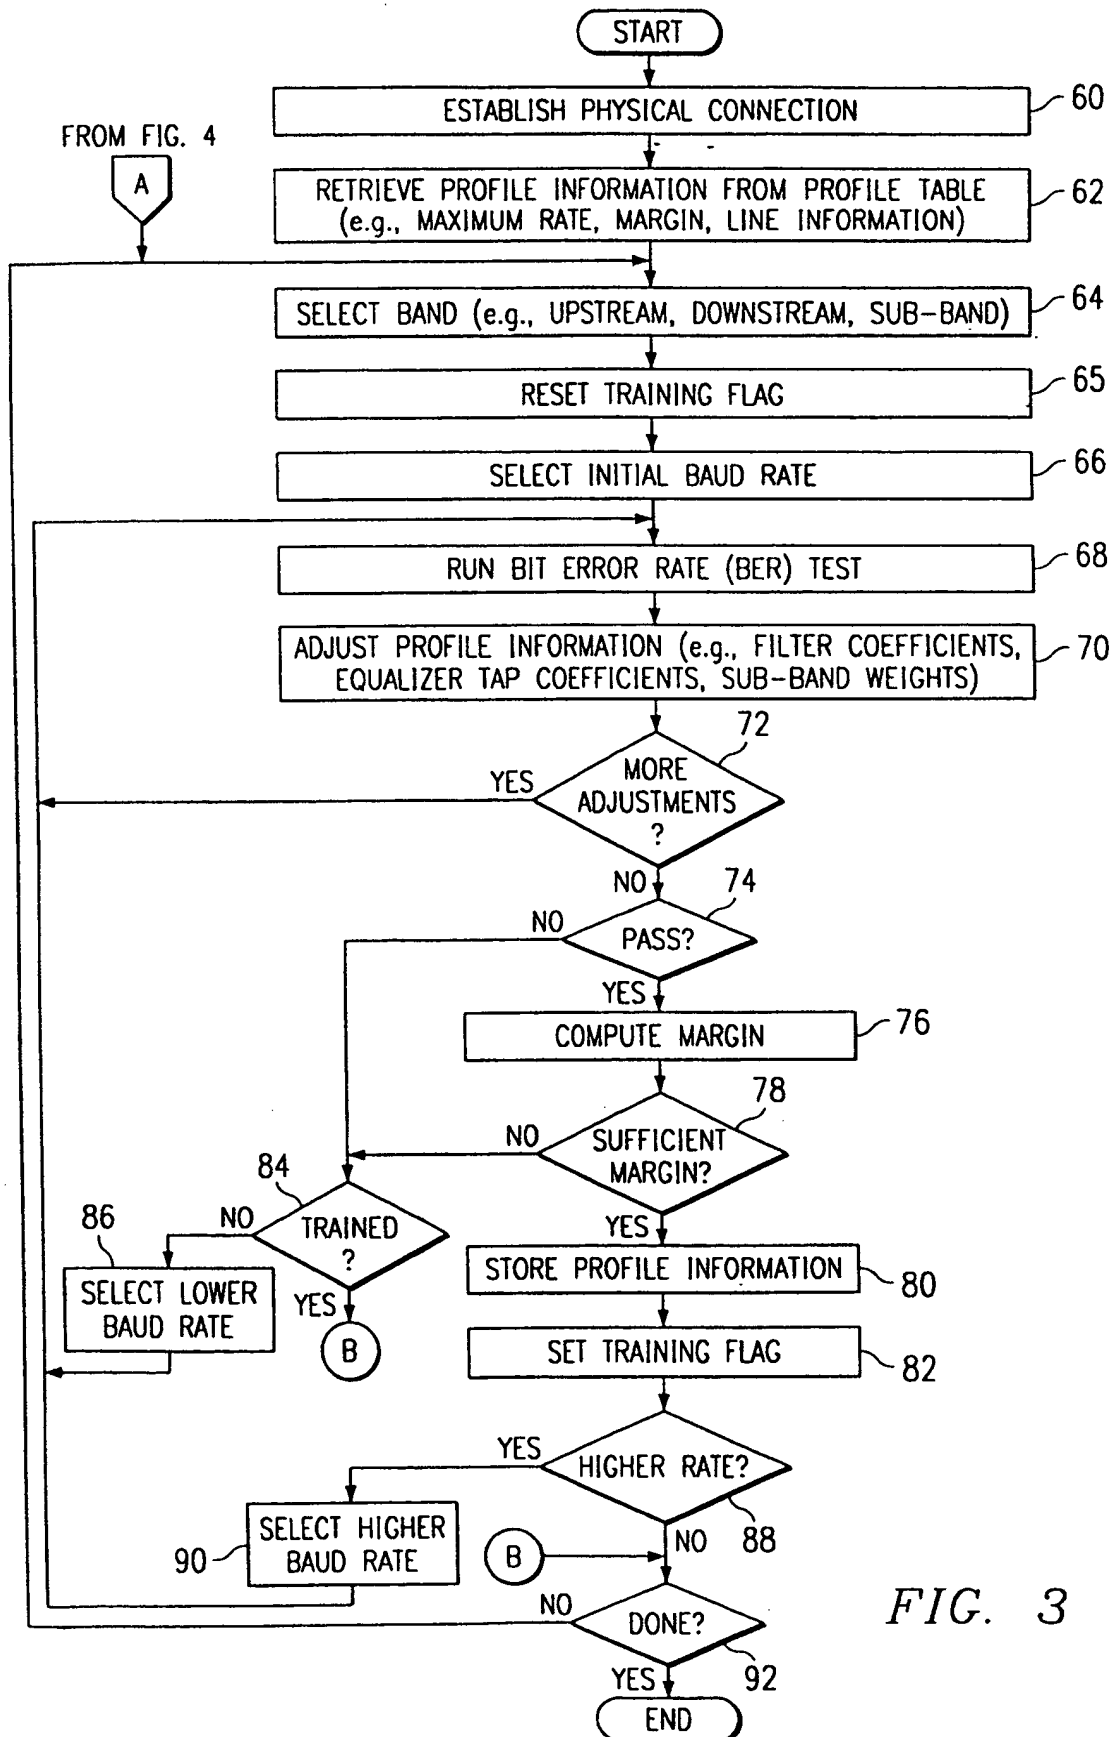 START
ESTABLISH PHYSICAL CONNECTION
60
FROM FIG. 4
A
RETRIEVE PROFILE INFORMATION FROM PROFILE TABLE
(e.g., MAXIMUM RATE, MARGIN, LINE INFORMATION)
62
SELECT BAND (e.g., UPSTREAM, DOWNSTREAM, SUB-BAND)
64
RESET TRAINING FLAG
65
SELECT INITIAL BAUD RATE
66
RUN BIT ERROR RATE (BER) TEST
68
ADJUST PROFILE INFORMATION (e.g., FILTER COEFFICIENTS,
EQUALIZER TAP COEFFICIENTS, SUB-BAND WEIGHTS)
70
72
YES
MORE
ADJUSTMENTS
?
NO
74
NO
PASS?
YES
COMPUTE MARGIN
76
78
NO
SUFFICIENT
MARGIN?
84
YES
86
NO
TRAINED
?
STORE PROFILE INFORMATION
80
SELECT LOWER
BAUD RATE
YES
B
SET TRAINING FLAG
82
YES
HIGHER RATE?
88
SELECT HIGHER
BAUD RATE
90
NO
B
NO
DONE?
92
YES
END
FIG. 3